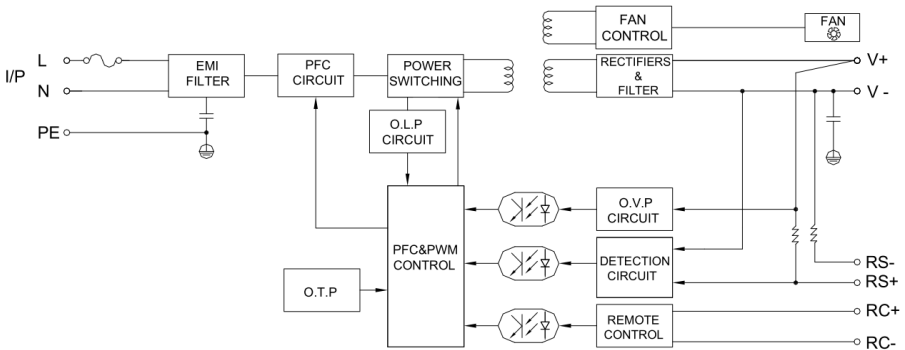 FAN
CONTROL
FAN
L
I/P
N
PE
EMI
FILTER
PFC
CIRCUIT
POWER
SWITCHING
RECTIFIERS
&
FILTER
V+
V -
O.L.P
CIRCUIT
PFC&PWM
CONTROL
O.V.P
CIRCUIT
DETECTION
CIRCUIT
RS-
RS+
O.T.P
REMOTE
CONTROL
RC+
RC-